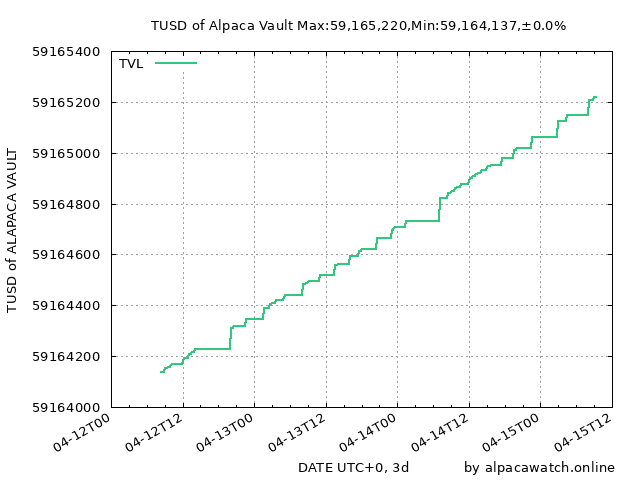 TUSD of Alpaca Vault Max:59,165,220,Min:59,164,137,±0.0%
TVL
59165400
59165200
59165000
59164800
59164600
59164400
59164200
59164000
TUSD of ALAPACA VAULT
04-12T00
04-12T12
04-13T00
04-13T12
04-14T00
04-14T12
04-15T00
04-15T12
DATE UTC+0, 3d
by alpacawatch.online